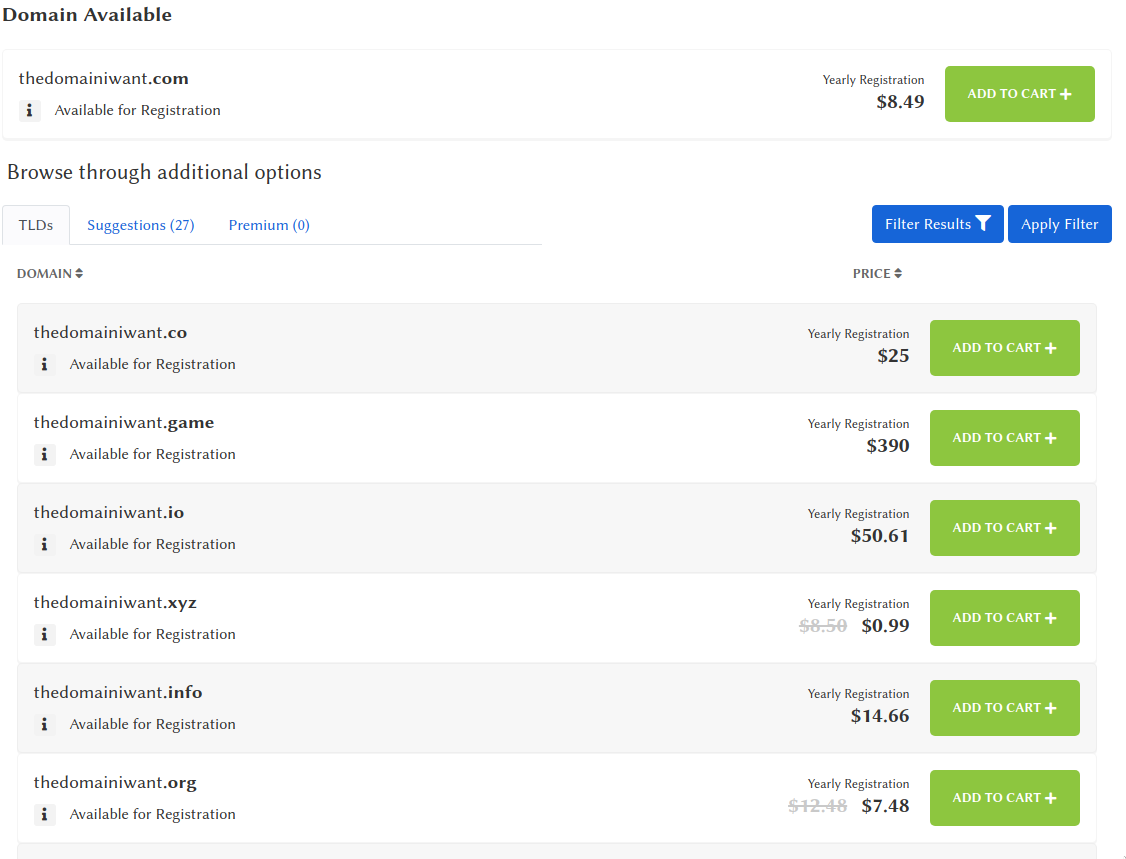 Domain Available
thedomainiwant.com
Yearly Registration
$8.49
ADD TO CART
Available for Registration
Browse through additional options
TLDs
Suggestions (27)
Premium (0)
Filter Results
Apply Filter
DOMAIN
PRICE
thedomainiwant.co
Yearly Registration
$25
ADD TO CART
Available for Registration
thedomainiwant.game
Yearly Registration
$390
ADD TO CART
Available for Registration
thedomainiwant.io
Yearly Registration
$50.61
ADD TO CART
Available for Registration
thedomainiwant.xyz
Yearly Registration
$8.50 $0.99
ADD TO CART
Available for Registration
thedomainiwant.info
Yearly Registration
$14.66
ADD TO CART
Available for Registration
thedomainiwant.org
Yearly Registration
$12.48 $7.48
ADD TO CART
Available for Registration